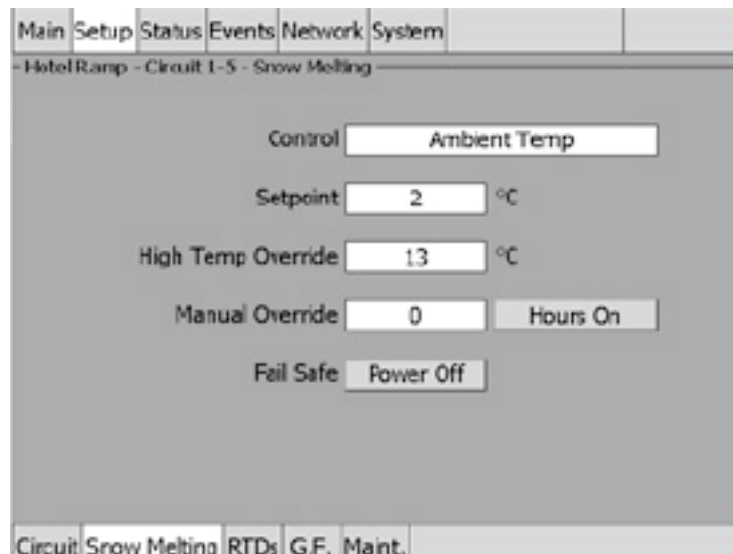 Main Setup Status Events Network System
Hotel Ramp - Circuit 1-5 - Snow Melting
Control Ambient Temp
Setpoint 2 °C
High Temp Override 13 °C
Manual Override 0 Hours On
Fail Safe Power Off
Circuit Snow Melting RTDs G.F. Maint.